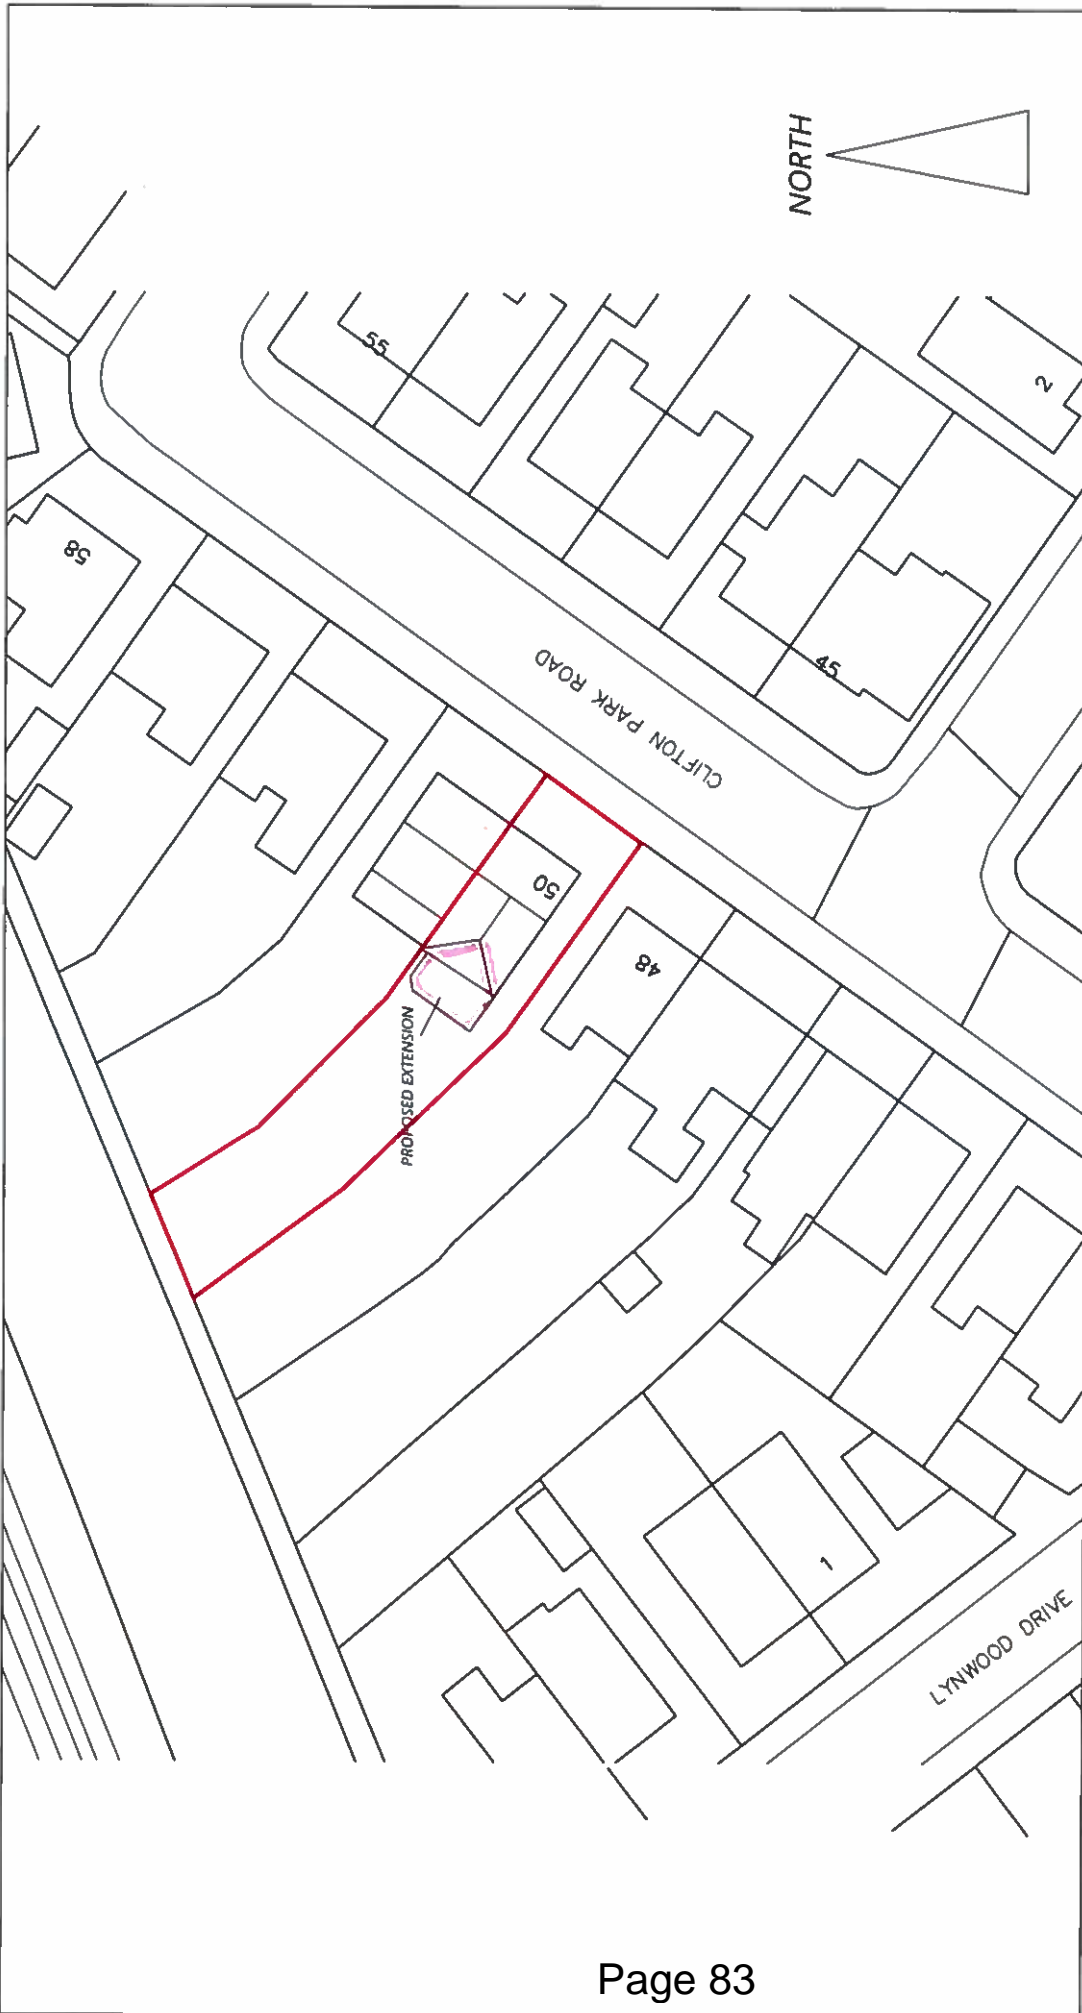 NORTH
55
2
58
CLIFTON PARK ROAD
45
50
48
PROPOSED EXTENSION
1
LYNWOOD DRIVE
Page 83